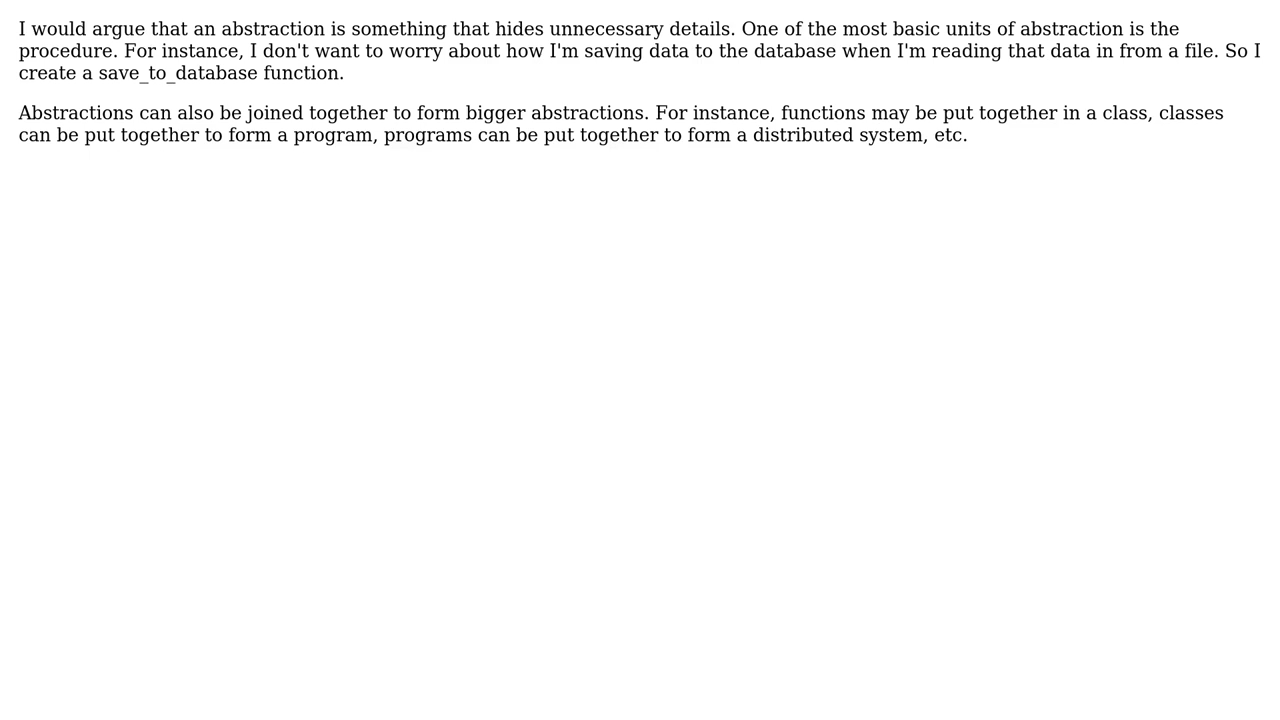 I would argue that an abstraction is something that hides unnecessary details. One of the most basic units of abstraction is the
procedure. For instance, I don't want to worry about how I'm saving data to the database when I'm reading that data in from a file. So I
create a save_to_database function.
Abstractions can also be joined together to form bigger abstractions. For instance, functions may be put together in a class, classes
can be put together to form a program, programs can be put together to form a distributed system, etc.